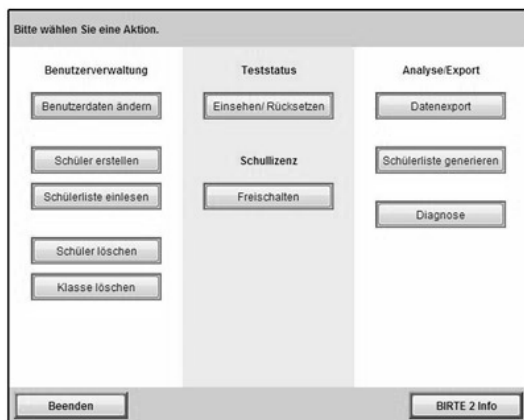 Bitte wählen Sie eine Aktion.
Benutzerverwaltung
Benutzerdaten ändern
Schüler erstellen
Schülerliste einlesen
Schüler löschen
Klasse löschen
Teststatus
Einsehen/ Rücksetzen
Schullizenz
Freischalten
Analyse/Export
Datenexport
Schülerliste generieren
Diagnose
Beenden
BIRTE 2 Info